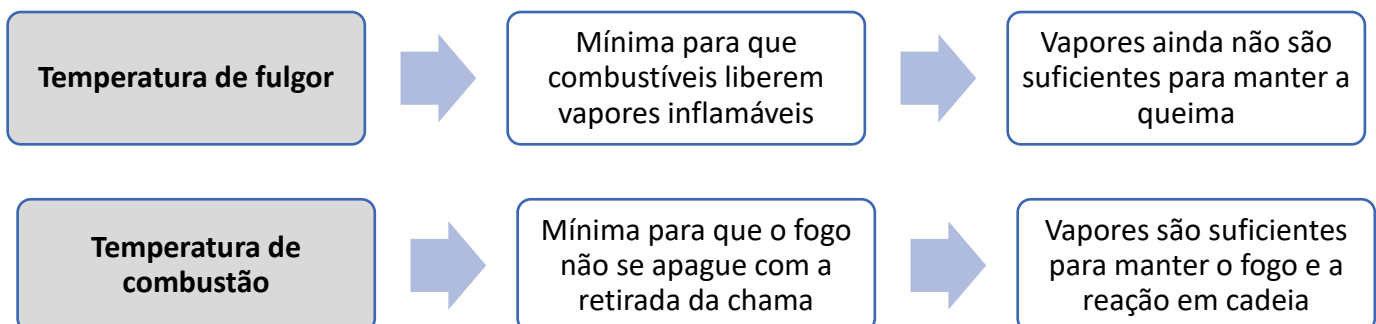 Temperatura de fulgor
Mínima para que
combustíveis liberem
vapores inflamáveis
Vapores ainda não são
suficientes para manter a
queima
Temperatura de
combustão
Mínima para que o fogo
não se apague com a
retirada da chama
Vapores são suficientes
para manter o fogo e a
reação em cadeia